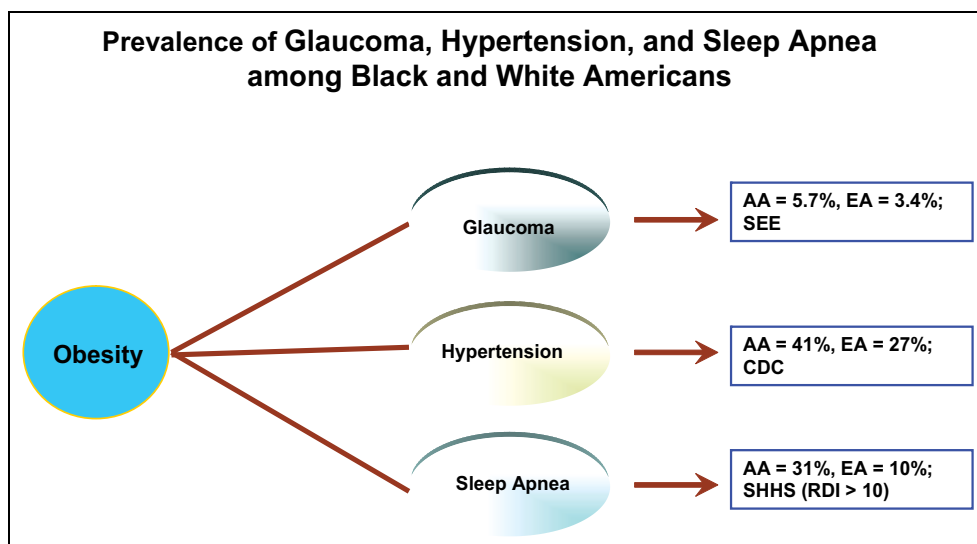 Prevalence of Glaucoma, Hypertension, and Sleep Apnea
among Black and White Americans
Obesity
Glaucoma
AA = 5.7%, EA = 3.4%;
SEE
Hypertension
AA = 41%, EA = 27%;
CDC
Sleep Apnea
AA = 31%, EA = 10%;
SHHS (RDI > 10)